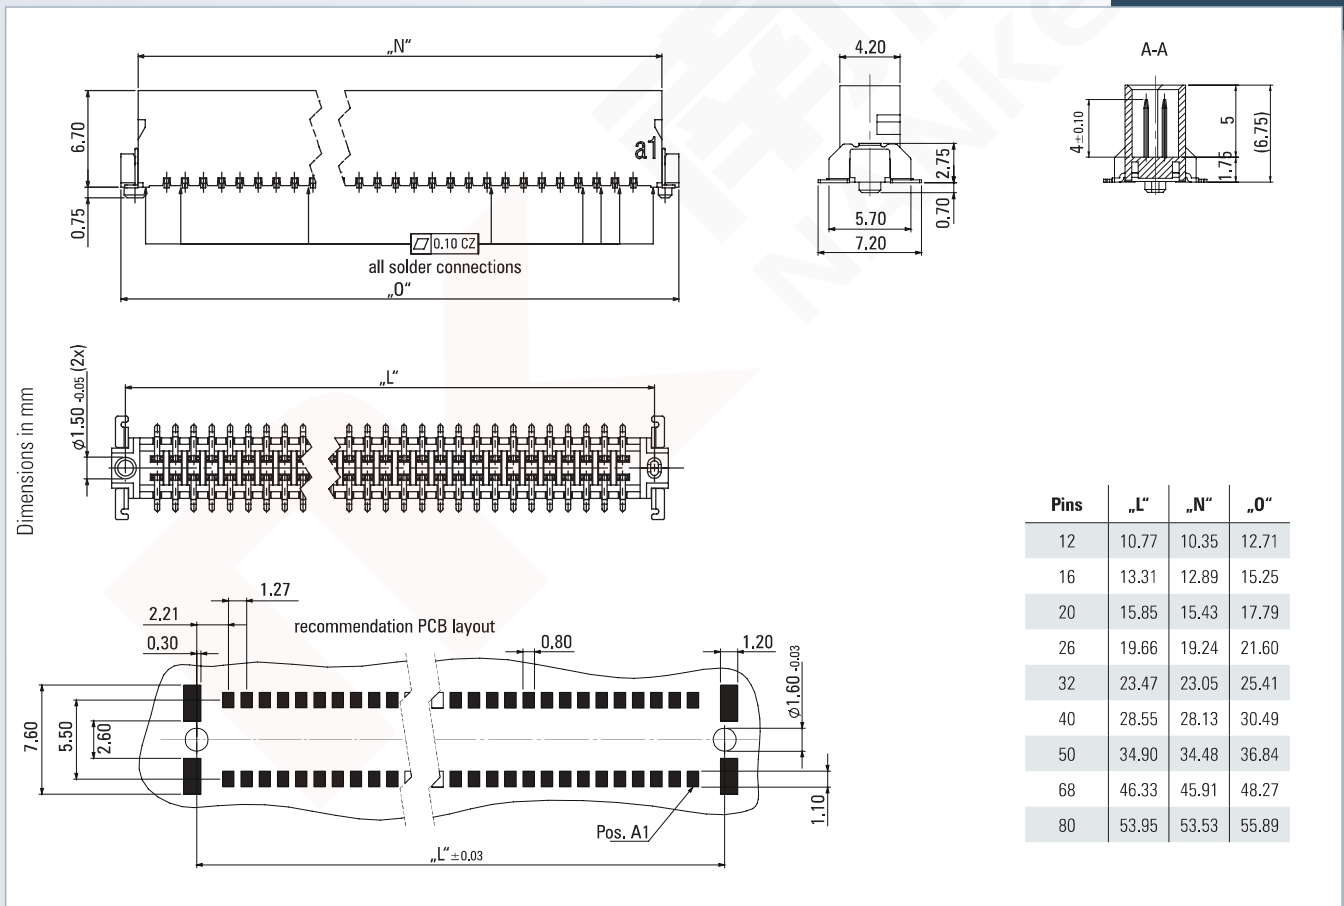 „N“
6.70
0.75
a1
0.10 CZ
all solder connections
„O“
4.20
2.75
0.70
5.70
7.20
A-A
4±0.10
5
1.75
(6.75)
Dimensions in mm
⌀1.50 -0.05 (2x)
„L“
1.27
2.21
recommendation PCB layout
0.30
0.80
1.20
⌀1.60-0.03
7.60
5.50
2.60
1.10
Pos. A1
„L“±0.03
Pins „L“ „N“ „O“
12 10.77 10.35 12.71
16 13.31 12.89 15.25
20 15.85 15.43 17.79
26 19.66 19.24 21.60
32 23.47 23.05 25.41
40 28.55 28.13 30.49
50 34.90 34.48 36.84
68 46.33 45.91 48.27
80 53.95 53.53 55.89